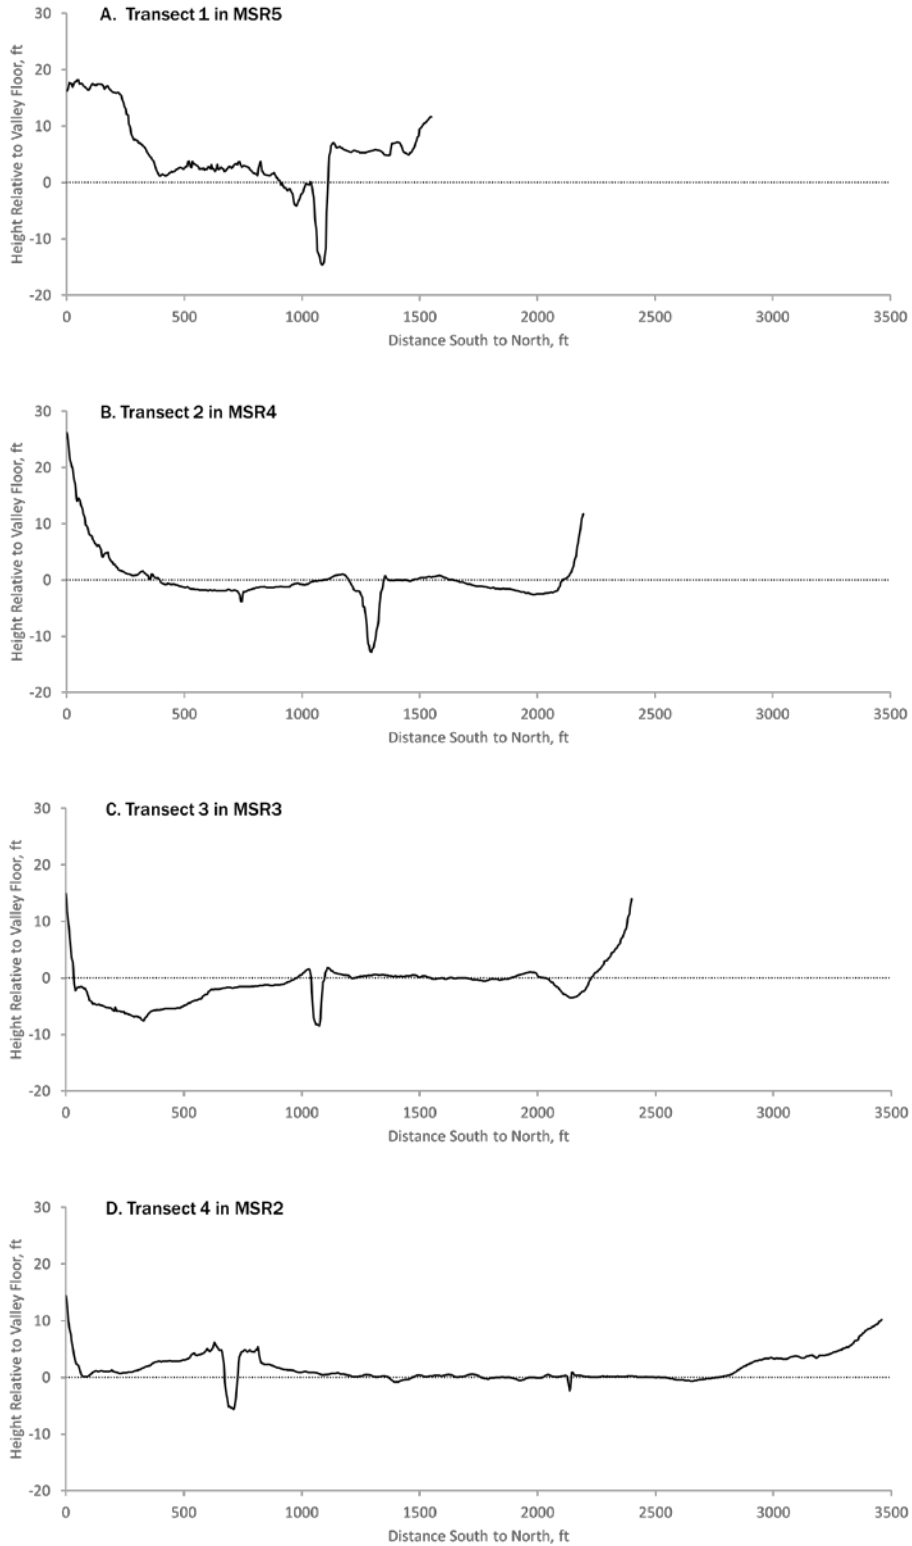 A. Transect 1 in MSR5
Height Relative to Valley Floor, ft
30
20
10
0
-10
-20
0 500 1000 1500 2000 2500 3000 3500
Distance South to North, ft
B. Transect 2 in MSR4
Height Relative to Valley Floor, ft
30
20
10
0
-10
-20
0 500 1000 1500 2000 2500 3000 3500
Distance South to North, ft
C. Transect 3 in MSR3
Height Relative to Valley Floor, ft
30
20
10
0
-10
-20
0 500 1000 1500 2000 2500 3000 3500
Distance South to North, ft
D. Transect 4 in MSR2
Height Relative to Valley Floor, ft
30
20
10
0
-10
-20
0 500 1000 1500 2000 2500 3000 3500
Distance South to North, ft